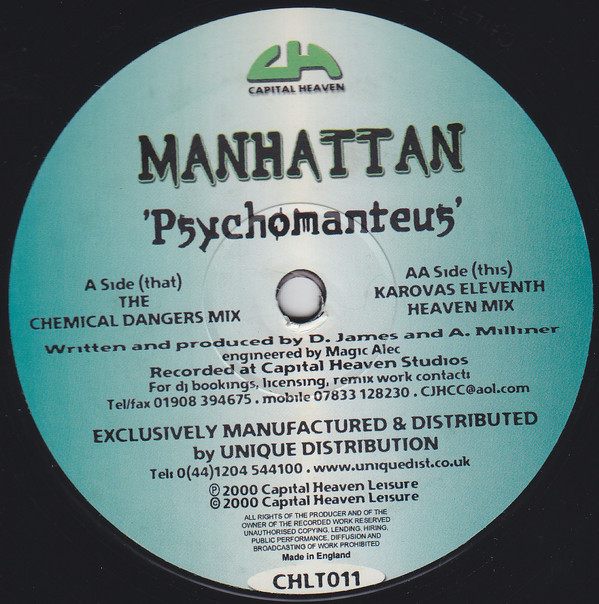 CH
CAPITAL HEAVEN
MANHATTAN
'Psychomanteus'
A Side (that)
THE
CHEMICAL DANGERS MIX
AA Side (this)
KAROVAS ELEVENTH
HEAVEN MIX
Written and produced by D. James and A. Milliner
engineered by Magic Alec
Recorded at Capital Heaven Studios
For dj bookings, licensing, remix work contact:
Tel/fax 01908 394675 . mobile 07833 128230 . CJHCC@aol.com
EXCLUSIVELY MANUFACTURED & DISTRIBUTED
by UNIQUE DISTRIBUTION
Tel: 0(44)1204 544100 . www.uniquedist.co.uk
℗ 2000 Capital Heaven Leisure
© 2000 Capital Heaven Leisure
ALL RIGHTS OF THE PRODUCER AND OF THE
OWNER OF THE RECORDED WORK RESERVED
UNAUTHORISED COPYING, LENDING, HIRING,
PUBLIC PERFORMANCE, DIFFUSION AND
BROADCASTING OF WORK PROHIBITED
Made in England
CHLT011